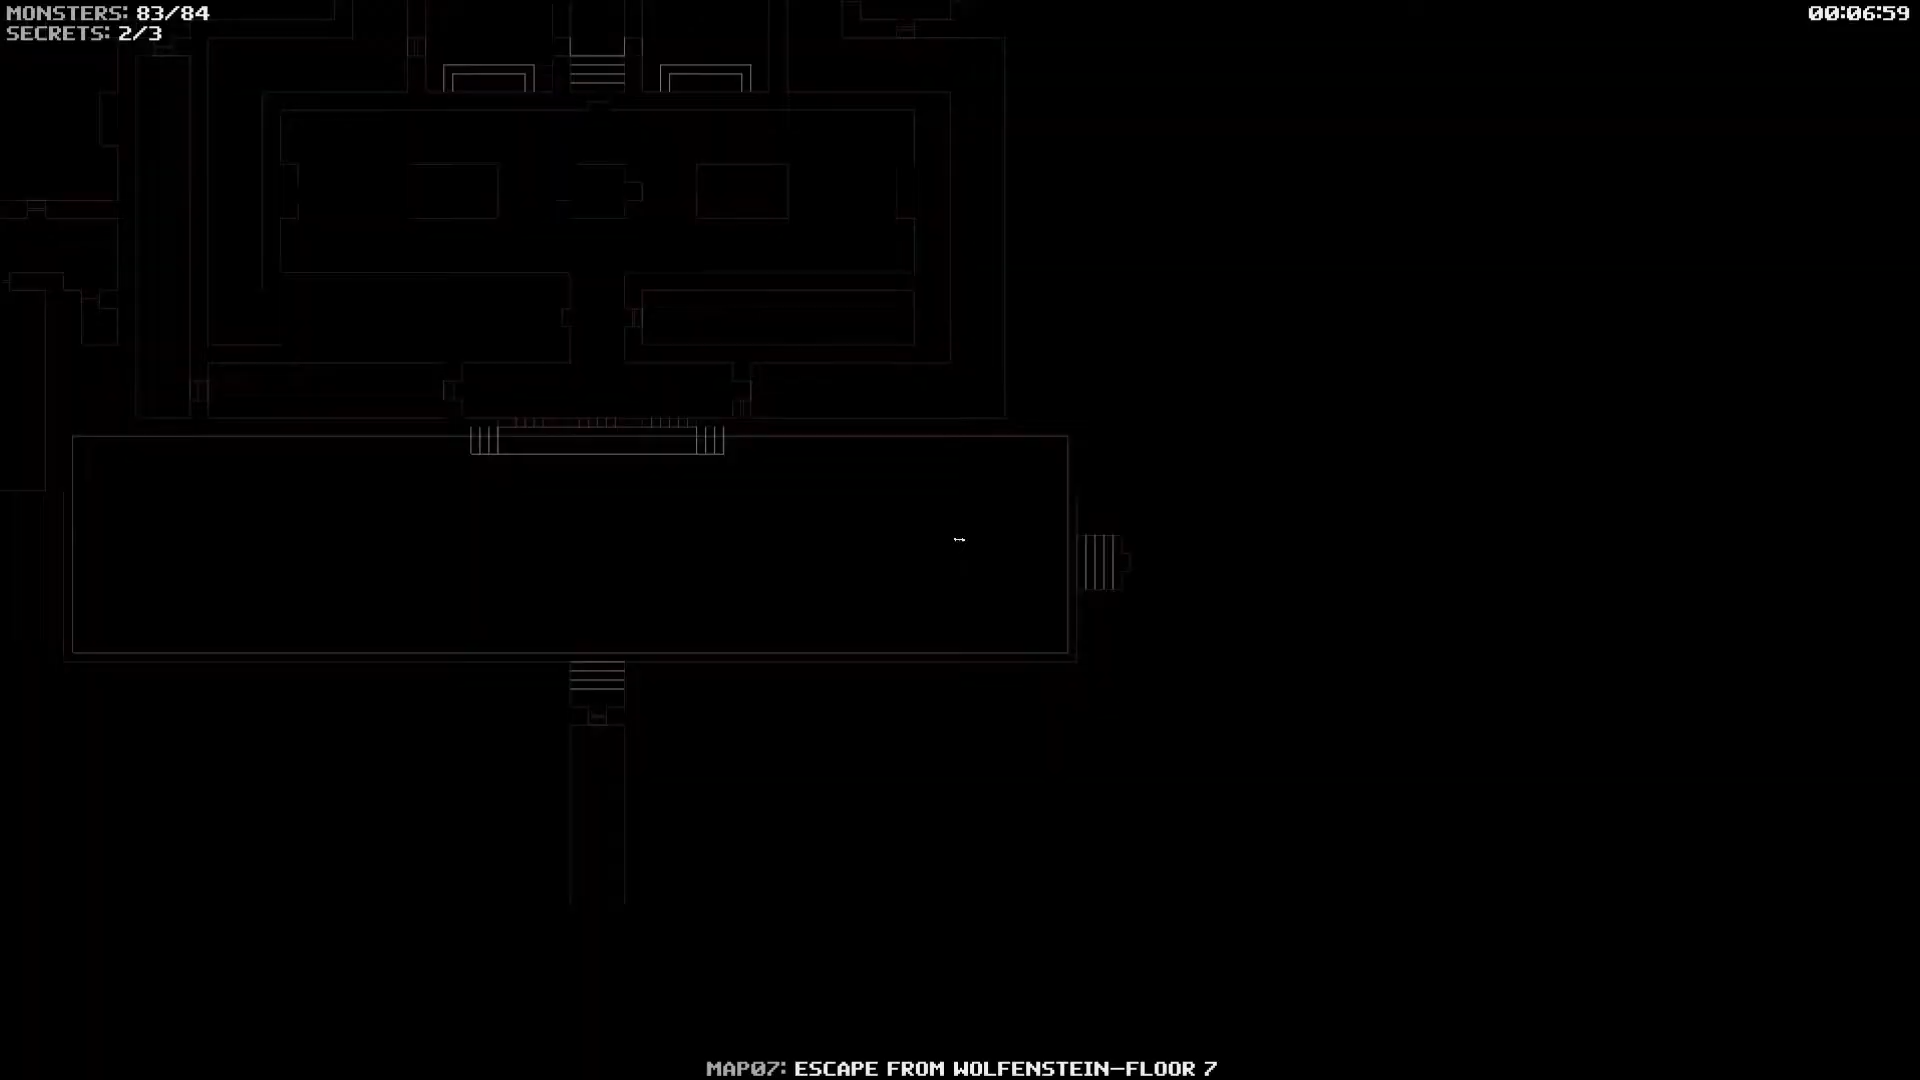 MONSTERS: 83/84
00:06:59
SECRETS: 2/3
MAP07: ESCAPE FROM WOLFENSTEIN-FLOOR 7